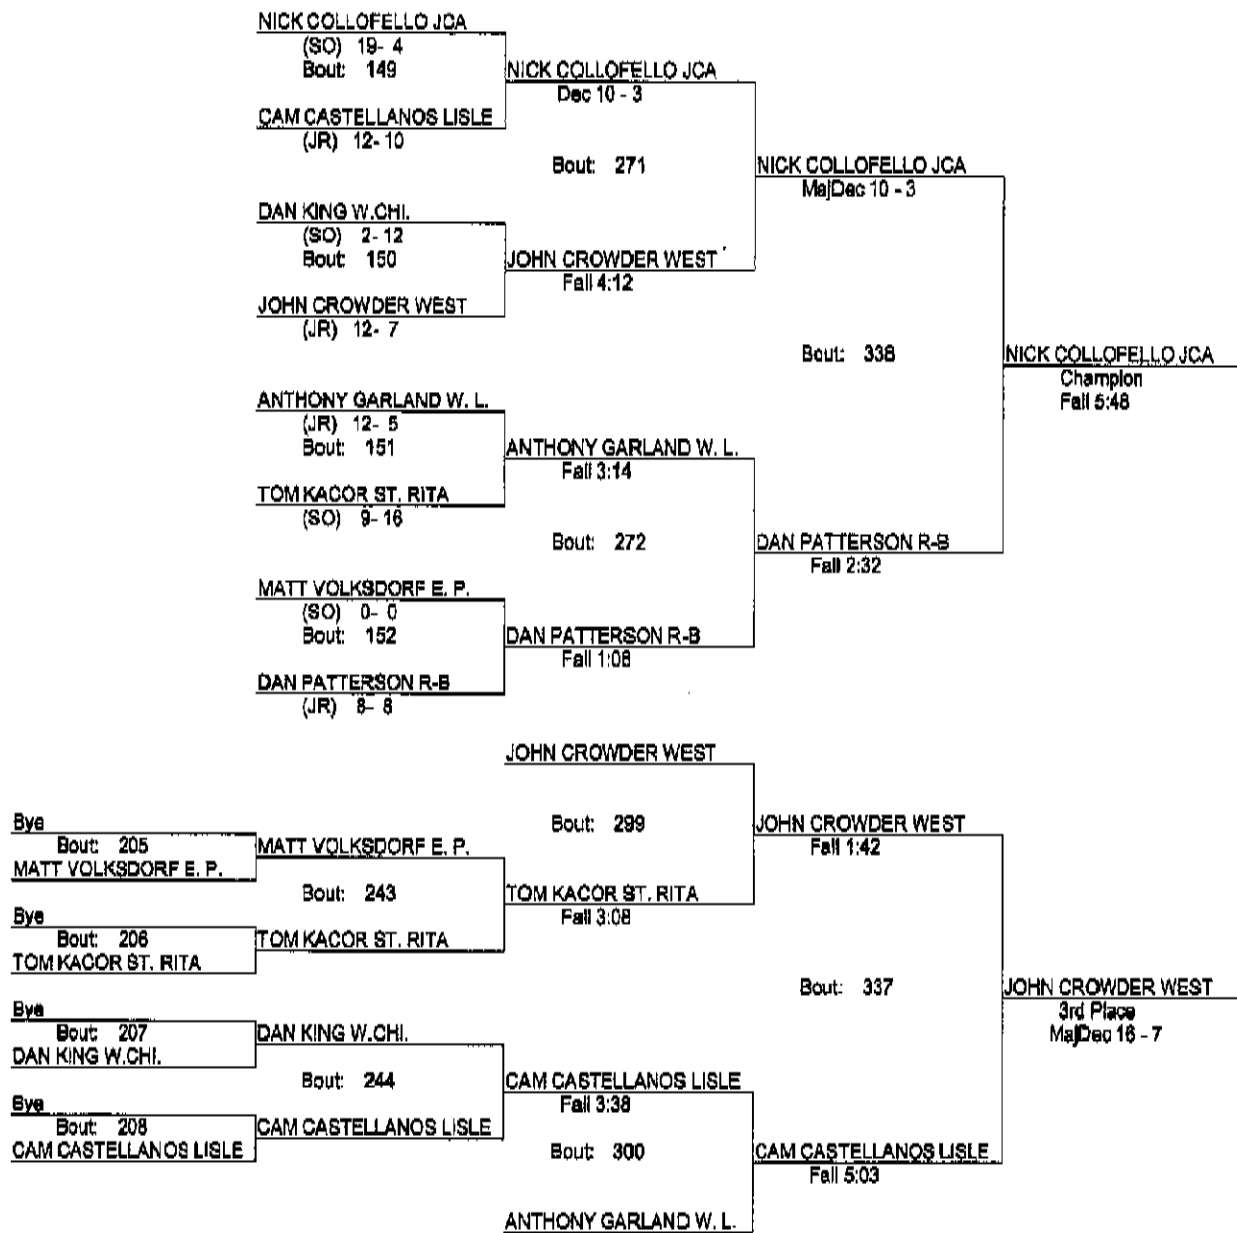 NICK COLLOFELLO JCA
(SO) 19- 4
Bout: 149
NICK COLLOFELLO JCA
Dec 10 - 3
CAM CASTELLANOS LISLE
(JR) 12- 10
Bout: 271
NICK COLLOFELLO JCA
MajDec 10 - 3
DAN KING W.CHI.
(SO) 2- 12
Bout: 150
JOHN CROWDER WEST
Fall 4:12
JOHN CROWDER WEST
(JR) 12- 7
Bout: 338
NICK COLLOFELLO JCA
Champion
Fall 5:48
ANTHONY GARLAND W. L.
(JR) 12- 5
Bout: 151
ANTHONY GARLAND W. L.
Fall 3:14
TOM KACOR ST. RITA
(SO) 9- 16
Bout: 272
DAN PATTERSON R-B
Fall 2:32
MATT VOLKSDORF E. P.
(SO) 0- 0
Bout: 152
DAN PATTERSON R-B
Fall 1:08
DAN PATTERSON R-B
(JR) 8- 8
JOHN CROWDER WEST
Bye
Bout: 205
MATT VOLKSDORF E. P.
MATT VOLKSDORF E. P.
Bout: 299
JOHN CROWDER WEST
Fall 1:42
Bout: 243
TOM KACOR ST. RITA
Fall 3:08
Bye
Bout: 206
TOM KACOR ST. RITA
TOM KACOR ST. RITA
Bout: 337
JOHN CROWDER WEST
3rd Place
MajDec 16 - 7
Bye
Bout: 207
DAN KING W.CHI.
DAN KING W.CHI.
Bout: 244
CAM CASTELLANOS LISLE
Fall 3:38
Bye
Bout: 208
CAM CASTELLANOS LISLE
CAM CASTELLANOS LISLE
Bout: 300
CAM CASTELLANOS LISLE
Fall 5:03
ANTHONY GARLAND W. L.